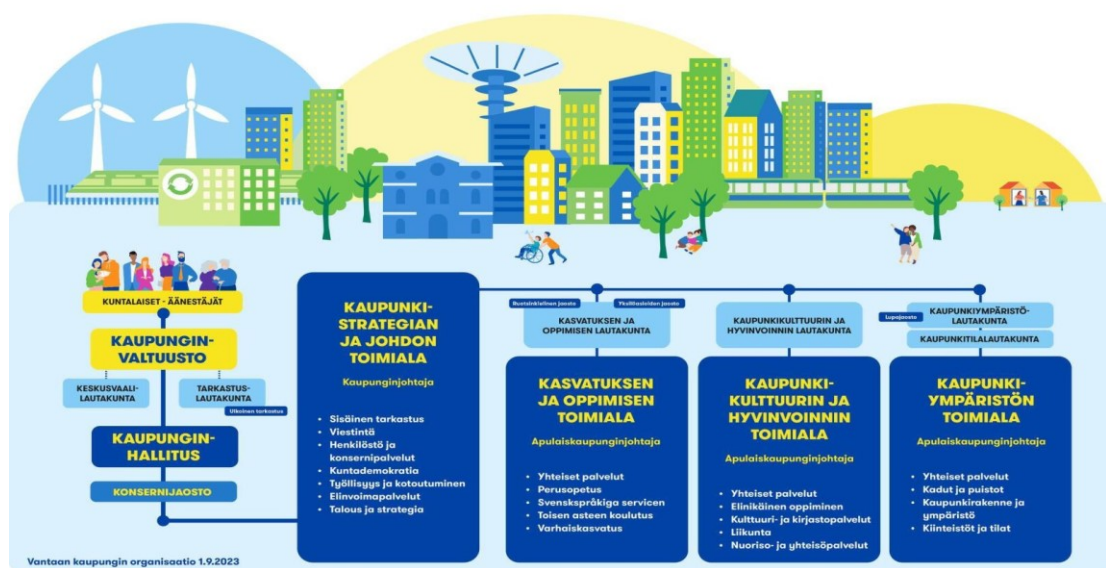 KUNTALAISET - ÄÄNESTÄJÄT
KAUPUNGIN-
VALTUUSTO
KESKUSVAALI-
LAUTAKUNTA
TARKASTUS-
LAUTAKUNTA
Ulkoinen tarkastus
KAUPUNGIN-
HALLITUS
KONSERNIJAOSTO
KAUPUNKI-
STRATEGIAN
JA JOHDON
TOIMIALA
Kaupunginjohtaja
• Sisäinen tarkastus
• Viestintä
• Henkilöstö ja
konsernipalvelut
• Kuntademokratia
• Työllisyys ja kotoutuminen
• Elinvoimapalvelut
• Talous ja strategia
Ruotsinkielinen jaosto
Yksilöasioiden jaosto
KASVATUKSEN JA
OPPIMISEN LAUTAKUNTA
KASVATUKSEN
JA OPPIMISEN
TOIMIALA
Apulaiskaupunginjohtaja
• Yhteiset palvelut
• Perusopetus
• Svenskspråkiga servicen
• Toisen asteen koulutus
• Varhaiskasvatus
KAUPUNKIKULTTUURIN JA
HYVINVOINNIN LAUTAKUNTA
KAUPUNKI-
KULTTUURIN JA
HYVINVOINNIN
TOIMIALA
Apulaiskaupunginjohtaja
• Yhteiset palvelut
• Elinikäinen oppiminen
• Kulttuuri- ja kirjastopalvelut
• Liikunta
• Nuoriso- ja yhteisöpalvelut
Lupajaosto
KAUPUNKIYMPÄRISTÖ-
LAUTAKUNTA
KAUPUNKITILALAUTAKUNTA
KAUPUNKI-
YMPÄRISTÖN
TOIMIALA
Apulaiskaupunginjohtaja
• Yhteiset palvelut
• Kadut ja puistot
• Kaupunkirakenne ja
ympäristö
• Kiinteistöt ja tilat
Vantaan kaupungin organisaatio 1.9.2023